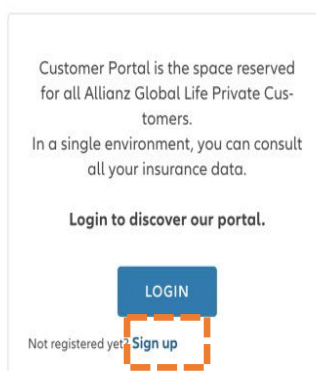 Customer Portal is the space reserved
for all Allianz Global Life Private Cus-
tomers.
In a single environment, you can consult
all your insurance data.
Login to discover our portal.
LOGIN
Not registered yet? Sign up